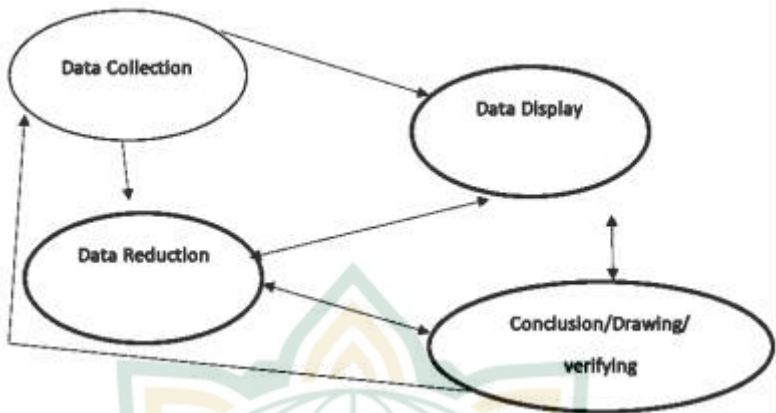 Data Collection
Data Display
Data Reduction
Conclusion/Drawing/
verifying